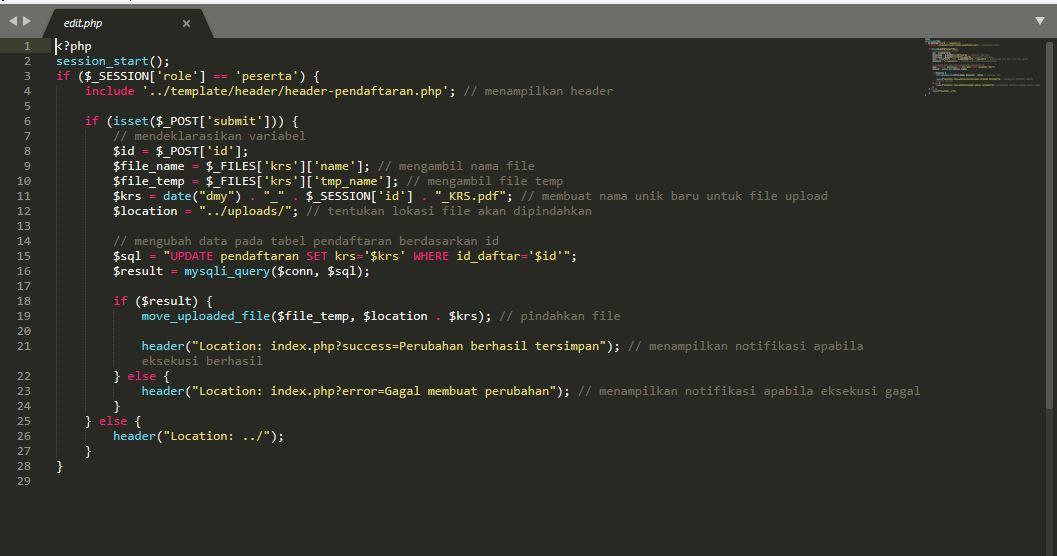 edit.php ×
1 <?php
2 session_start();
3 if ($_SESSION['role'] == 'peserta') {
4     include '../template/header/header-pendaftaran.php'; // menampilkan header
5
6     if (isset($_POST['submit'])) {
7         // mendeklarasikan variabel
8         $id = $_POST['id'];
9         $file_name = $_FILES['krs']['name']; // mengambil nama file
10         $file_temp = $_FILES['krs']['tmp_name']; // mengambil file temp
11         $krs = date("dmy") . "_" . $_SESSION['id'] . "_KRS.pdf"; // membuat nama unik baru untuk file upload
12         $location = "../uploads/"; // tentukan lokasi file akan dipindahkan
13
14         // mengubah data pada tabel pendaftaran berdasarkan id
15         $sql = "UPDATE pendaftaran SET krs='$krs' WHERE id_daftar='$id'";
16         $result = mysqli_query($conn, $sql);
17
18         if ($result) {
19             move_uploaded_file($file_temp, $location . $krs); // pindahkan file
20
21             header("Location: index.php?success=Perubahan berhasil tersimpan"); // menampilkan notifikasi apabila
            eksekusi berhasil
22         } else {
23             header("Location: index.php?error=Gagal membuat perubahan"); // menampilkan notifikasi apabila eksekusi gagal
24         }
25     } else {
26         header("Location: ../");
27     }
28 }
29